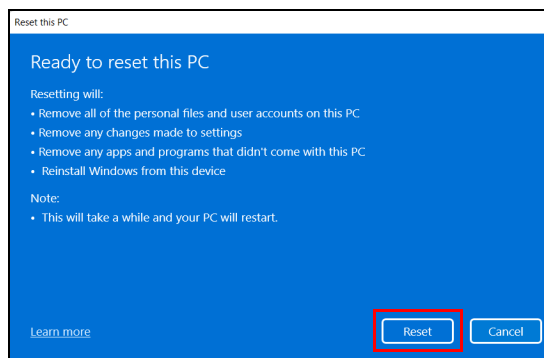 Reset this PC
Ready to reset this PC
Resetting will:
• Remove all of the personal files and user accounts on this PC
• Remove any changes made to settings
• Remove any apps and programs that didn't come with this PC
• Reinstall Windows from this device
Note:
• This will take a while and your PC will restart.
Learn more
Reset
Cancel